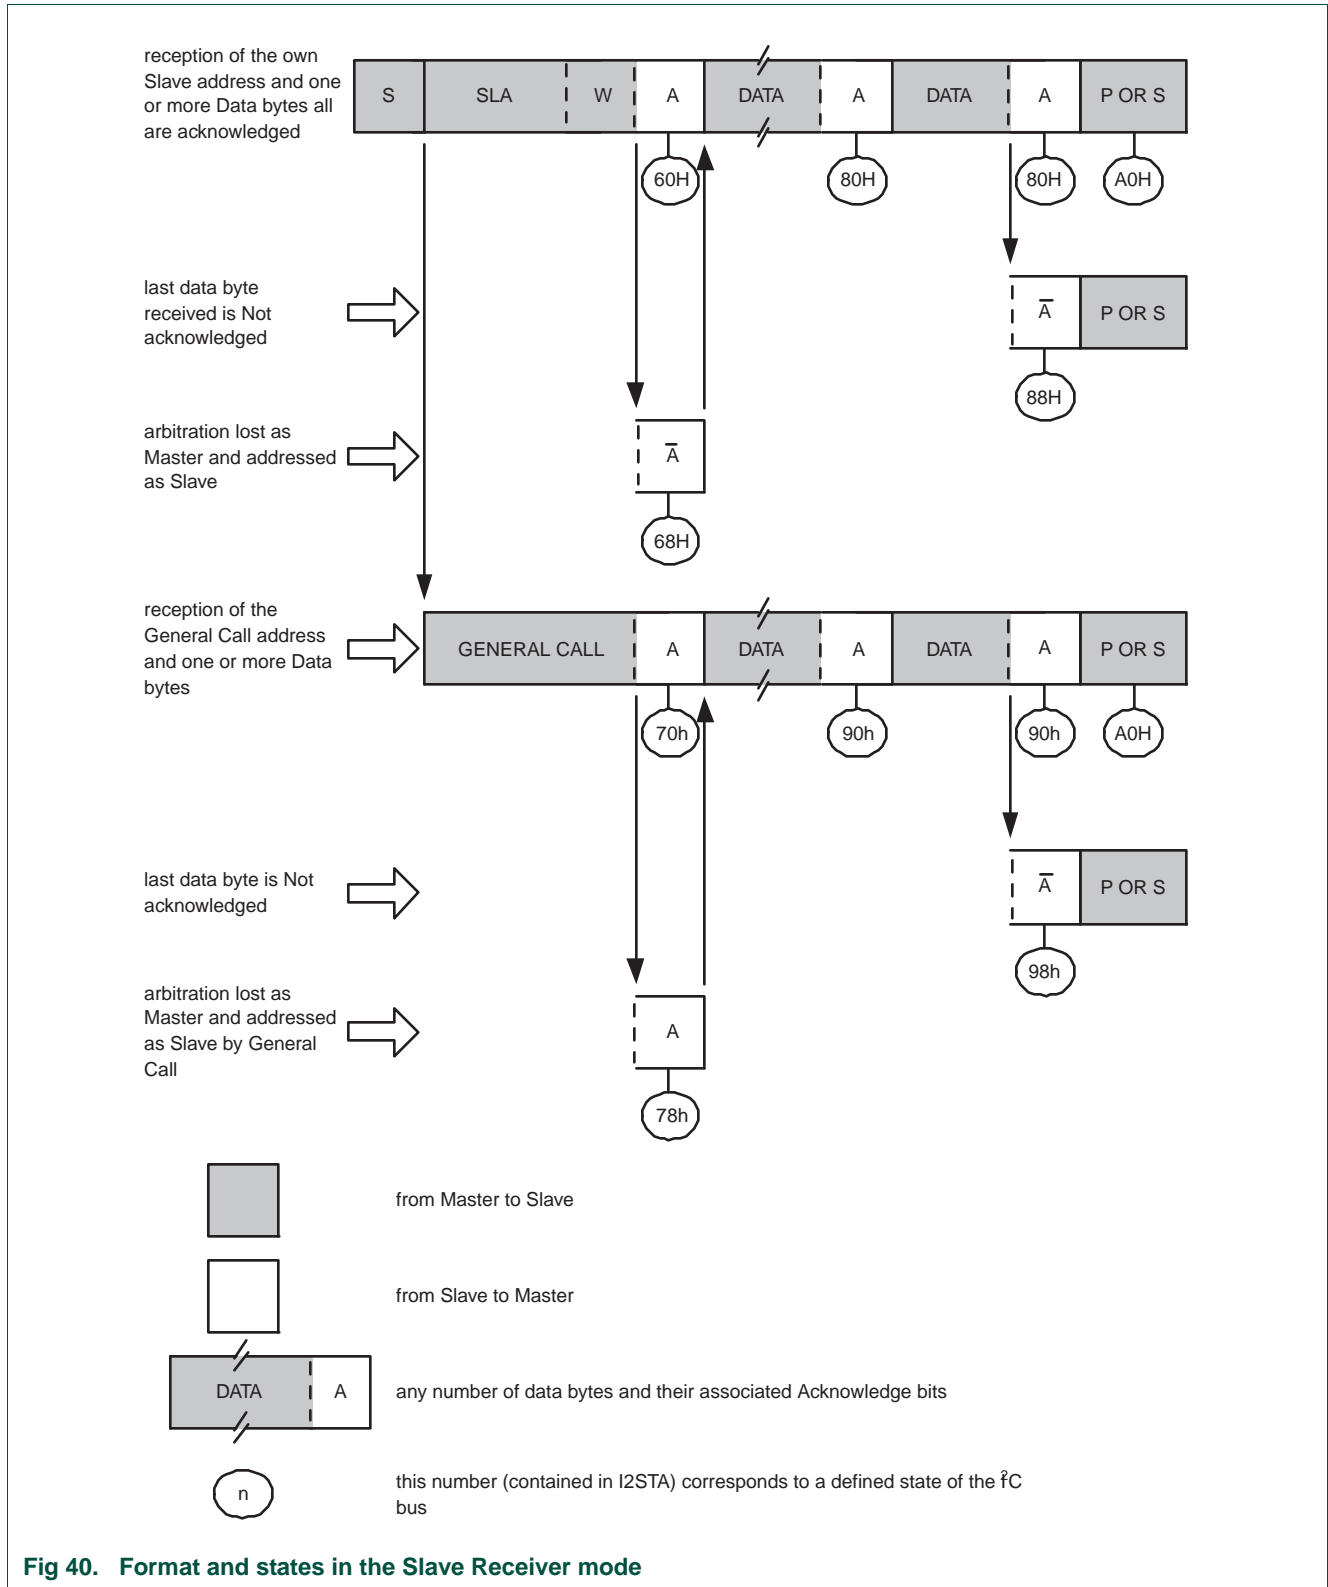 reception of the own
Slave address and one
or more Data bytes all
are acknowledged
S SLA W A DATA A DATA A P OR S
60H 80H 80H A0H
last data byte
received is Not
acknowledged
A̅ P OR S
88H
arbitration lost as
Master and addressed
as Slave
A̅
68H
reception of the
General Call address
and one or more Data
bytes
GENERAL CALL A DATA A DATA A P OR S
70h 90h 90h A0H
last data byte is Not
acknowledged
A̅ P OR S
98h
arbitration lost as
Master and addressed
as Slave by General
Call
A
78h
from Master to Slave
from Slave to Master
DATA A
any number of data bytes and their associated Acknowledge bits
n
this number (contained in I2STA) corresponds to a defined state of the I²C
bus
Fig 40. Format and states in the Slave Receiver mode